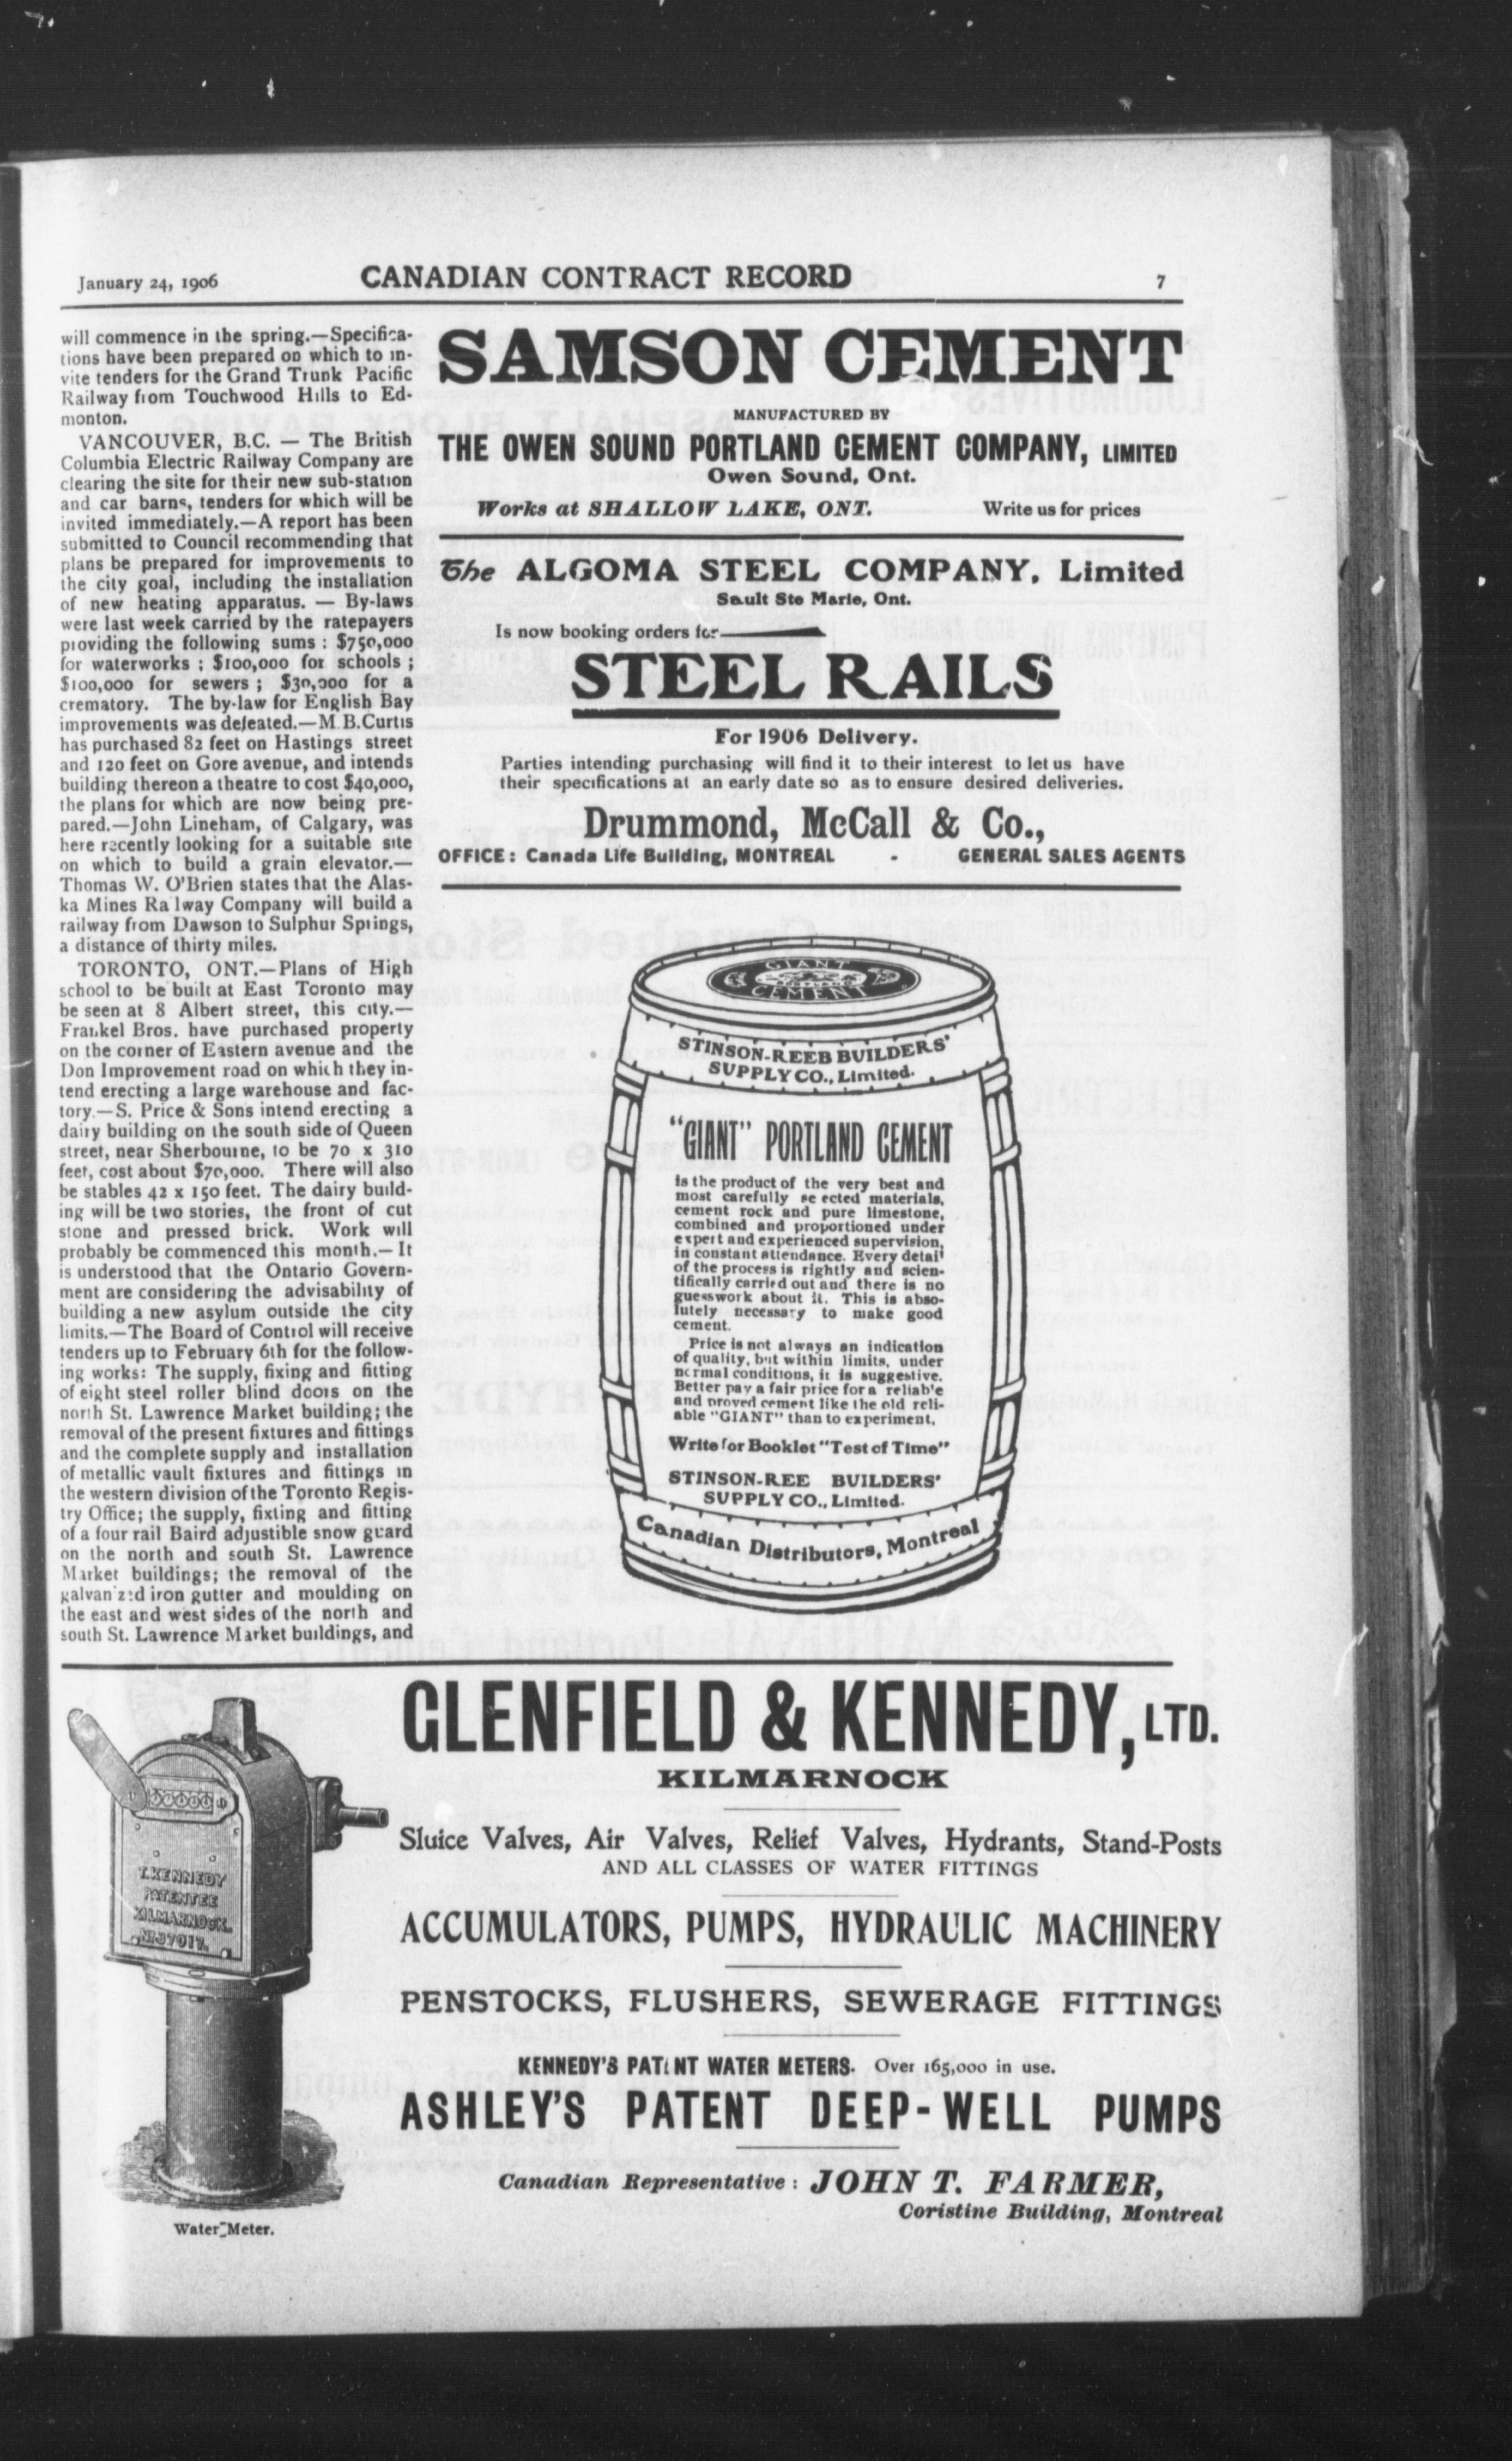 January 24, 1906 CANADIAN CONTRACT RECORD 7
will commence in the spring.—Specifica-
tions have been prepared on which to in-
vite tenders for the Grand Trunk Pacific
Railway from Touchwood Hills to Ed-
monton.
VANCOUVER, B.C. — The British
Columbia Electric Railway Company are
clearing the site for their new sub-station
and car barns, tenders for which will be
invited immediately.—A report has been
submitted to Council recommending that
plans be prepared for improvements to
the city goal, including the installation
of new heating apparatus. — By-laws
were last week carried by the ratepayers
providing the following sums : $750,000
for waterworks ; $100,000 for schools ;
$100,000 for sewers ; $30,000 for a
crematory. The by-law for English Bay
improvements was defeated.—M B.Curtis
has purchased 82 feet on Hastings street
and 120 feet on Gore avenue, and intends
building thereon a theatre to cost $40,000,
the plans for which are now being pre-
pared.—John Lineham, of Calgary, was
here recently looking for a suitable site
on which to build a grain elevator.—
Thomas W. O'Brien states that the Alas-
ka Mines Ra lway Company will build a
railway from Dawson to Sulphur Springs,
a distance of thirty miles.
TORONTO, ONT.—Plans of High
school to be built at East Toronto may
be seen at 8 Albert street, this city.—
Frankel Bros. have purchased property
on the corner of Eastern avenue and the
Don Improvement road on which they in-
tend erecting a large warehouse and fac-
tory.—S. Price & Sons intend erecting a
dairy building on the south side of Queen
street, near Sherbourne, to be 70 x 310
feet, cost about $70,000. There will also
be stables 42 x 150 feet. The dairy build-
ing will be two stories, the front of cut
stone and pressed brick. Work will
probably be commenced this month.— It
is understood that the Ontario Govern-
ment are considering the advisability of
building a new asylum outside the city
limits.—The Board of Control will receive
tenders up to February 6th for the follow-
ing works: The supply, fixing and fitting
of eight steel roller blind doors on the
north St. Lawrence Market building; the
removal of the present fixtures and fittings
and the complete supply and installation
of metallic vault fixtures and fittings in
the western division of the Toronto Regis-
try Office; the supply, fixting and fitting
of a four rail Baird adjustible snow guard
on the north and south St. Lawrence
Market buildings; the removal of the
galvanized iron gutter and moulding on
the east and west sides of the north and
south St. Lawrence Market buildings, and
SAMSON CEMENT
MANUFACTURED BY
THE OWEN SOUND PORTLAND CEMENT COMPANY, LIMITED
Owen Sound, Ont.
Works at SHALLOW LAKE, ONT. Write us for prices
The ALGOMA STEEL COMPANY, Limited
Sault Ste Marie, Ont.
Is now booking orders for
STEEL RAILS
For 1906 Delivery.
Parties intending purchasing will find it to their interest to let us have
their specifications at an early date so as to ensure desired deliveries.
Drummond, McCall & Co.,
OFFICE: Canada Life Building, MONTREAL - GENERAL SALES AGENTS
GIANT
PORTLAND
CEMENT
STINSON-REEB BUILDERS'
SUPPLY CO., Limited.
"GIANT" PORTLAND CEMENT
is the product of the very best and
most carefully se ected materials,
cement rock and pure limestone,
combined and proportioned under
expert and experienced supervision,
in constant attendance. Every detail
of the process is rightly and scien-
tifically carried out and there is no
guesswork about it. This is abso-
lutely necessary to make good
cement.
Price is not always an indication
of quality, but within limits, under
normal conditions, it is suggestive.
Better pay a fair price for a reliab'e
and proved cement like the old reli-
able "GIANT" than to experiment.
Write for Booklet "Test of Time"
STINSON-REE BUILDERS'
SUPPLY CO., Limited.
Canadian Distributors, Montreal
GLENFIELD & KENNEDY, LTD.
KILMARNOCK
Sluice Valves, Air Valves, Relief Valves, Hydrants, Stand-Posts
AND ALL CLASSES OF WATER FITTINGS
ACCUMULATORS, PUMPS, HYDRAULIC MACHINERY
PENSTOCKS, FLUSHERS, SEWERAGE FITTINGS
KENNEDY'S PATENT WATER METERS. Over 165,000 in use.
ASHLEY'S PATENT DEEP-WELL PUMPS
Canadian Representative: JOHN T. FARMER,
Coristine Building, Montreal
T. KENNEDY
PATENTEE
KILMARNOCK.
No 37017.
Water Meter.